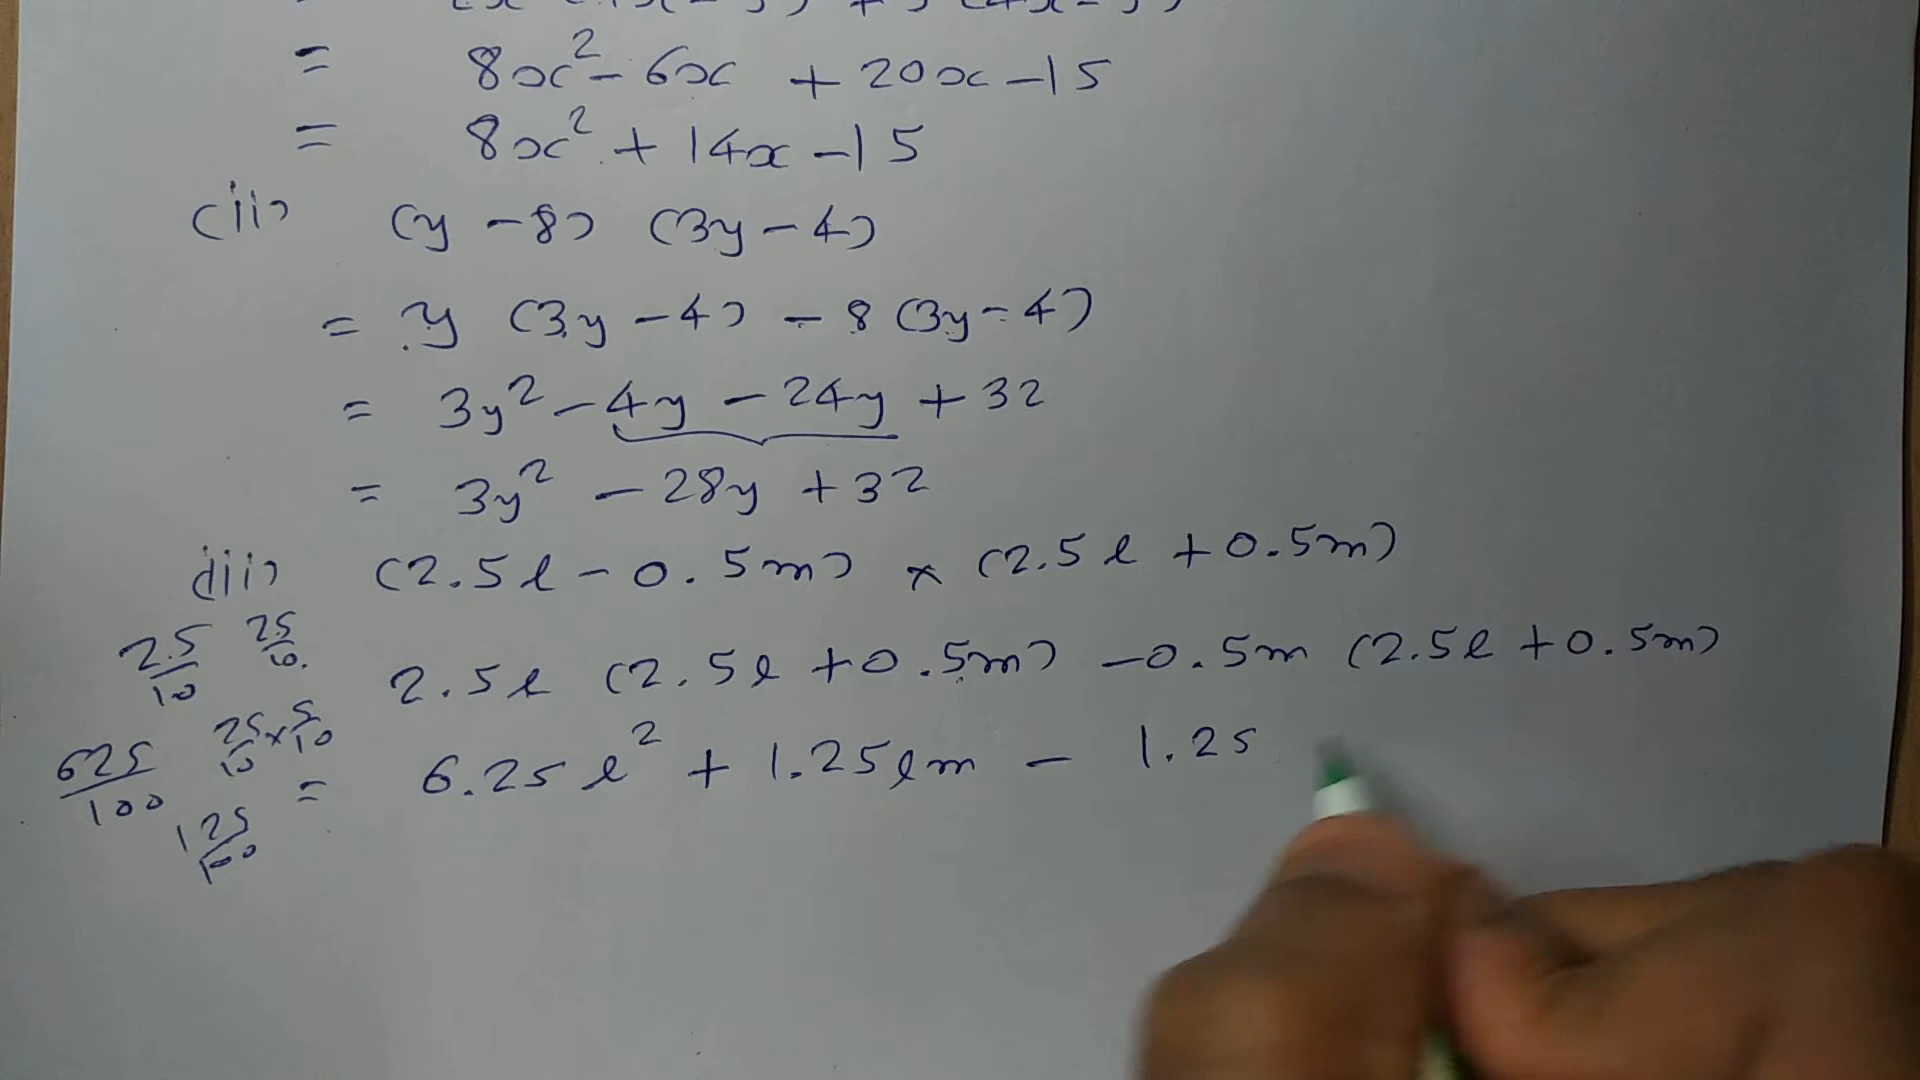 = 8x² - 6x + 20x - 15
= 8x² + 14x - 15
(ii) (y - 8) (3y - 4)
= y (3y - 4) - 8 (3y - 4)
= 3y² - 4y - 24y + 32
= 3y² - 28y + 32
(iii) (2.5l - 0.5m) × (2.5l + 0.5m)
25/10 25/10.
2.5l (2.5l + 0.5m) - 0.5m (2.5l + 0.5m)
625/100 25/10 × 5/10
= 6.25l² + 1.25lm - 1.25
125/100